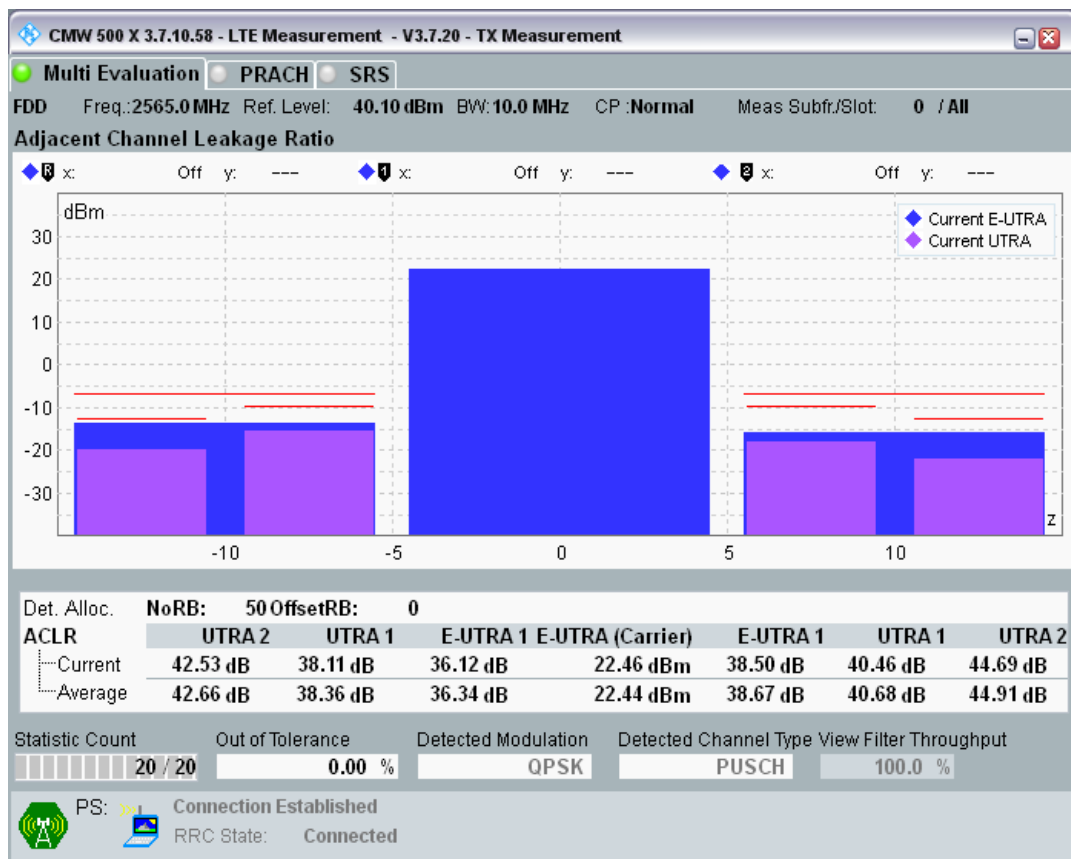 CMW 500 X 3.7.10.58 - LTE Measurement - V3.7.20 - TX Measurement
Multi Evaluation PRACH SRS
FDD Freq.:2565.0 MHz Ref. Level: 40.10 dBm BW: 10.0 MHz CP :Normal Meas Subfr./Slot: 0 / All
Adjacent Channel Leakage Ratio
R x: Off y: --- 1 x: Off y: --- 2 x: Off y: ---
dBm
Current E-UTRA
Current UTRA
30
20
10
0
-10
-20
-30
z
-10 -5 0 5 10
Det. Alloc. NoRB: 50 OffsetRB: 0
ACLR UTRA 2 UTRA 1 E-UTRA 1 E-UTRA (Carrier) E-UTRA 1 UTRA 1 UTRA 2
Current 42.53 dB 38.11 dB 36.12 dB 22.46 dBm 38.50 dB 40.46 dB 44.69 dB
Average 42.66 dB 38.36 dB 36.34 dB 22.44 dBm 38.67 dB 40.68 dB 44.91 dB
Statistic Count Out of Tolerance Detected Modulation Detected Channel Type View Filter Throughput
20 / 20 0.00 % QPSK PUSCH 100.0 %
PS: Connection Established
RRC State: Connected